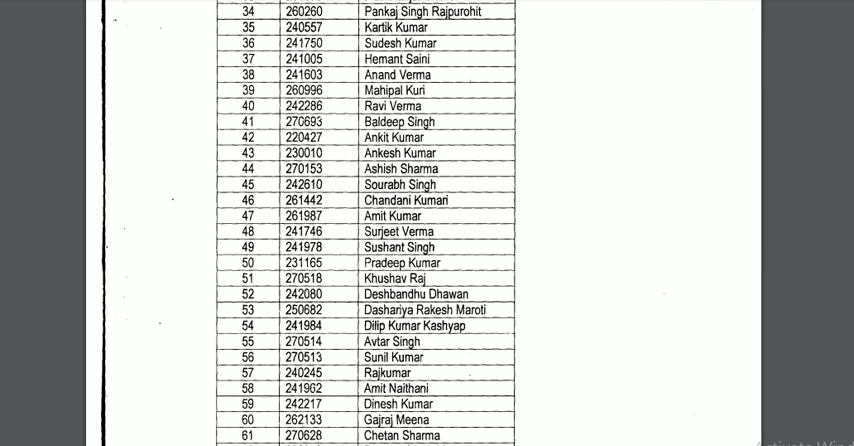 34 260260 Pankaj Singh Rajpurohit
35 240557 Kartik Kumar
36 241750 Sudesh Kumar
37 241005 Hemant Saini
38 241603 Anand Verma
39 260996 Mahipal Kuri
40 242286 Ravi Verma
41 270693 Baldeep Singh
42 220427 Ankit Kumar
43 230010 Ankesh Kumar
44 270153 Ashish Sharma
45 242610 Sourabh Singh
46 261442 Chandani Kumari
47 261987 Amit Kumar
48 241746 Surjeet Verma
49 241978 Sushant Singh
50 231165 Pradeep Kumar
51 270518 Khushav Raj
52 242080 Deshbandhu Dhawan
53 250682 Dashariya Rakesh Maroti
54 241984 Dilip Kumar Kashyap
55 270514 Avtar Singh
56 270513 Sunil Kumar
57 240245 Rajkumar
58 241962 Amit Naithani
59 242217 Dinesh Kumar
60 262133 Gajraj Meena
61 270628 Chetan Sharma